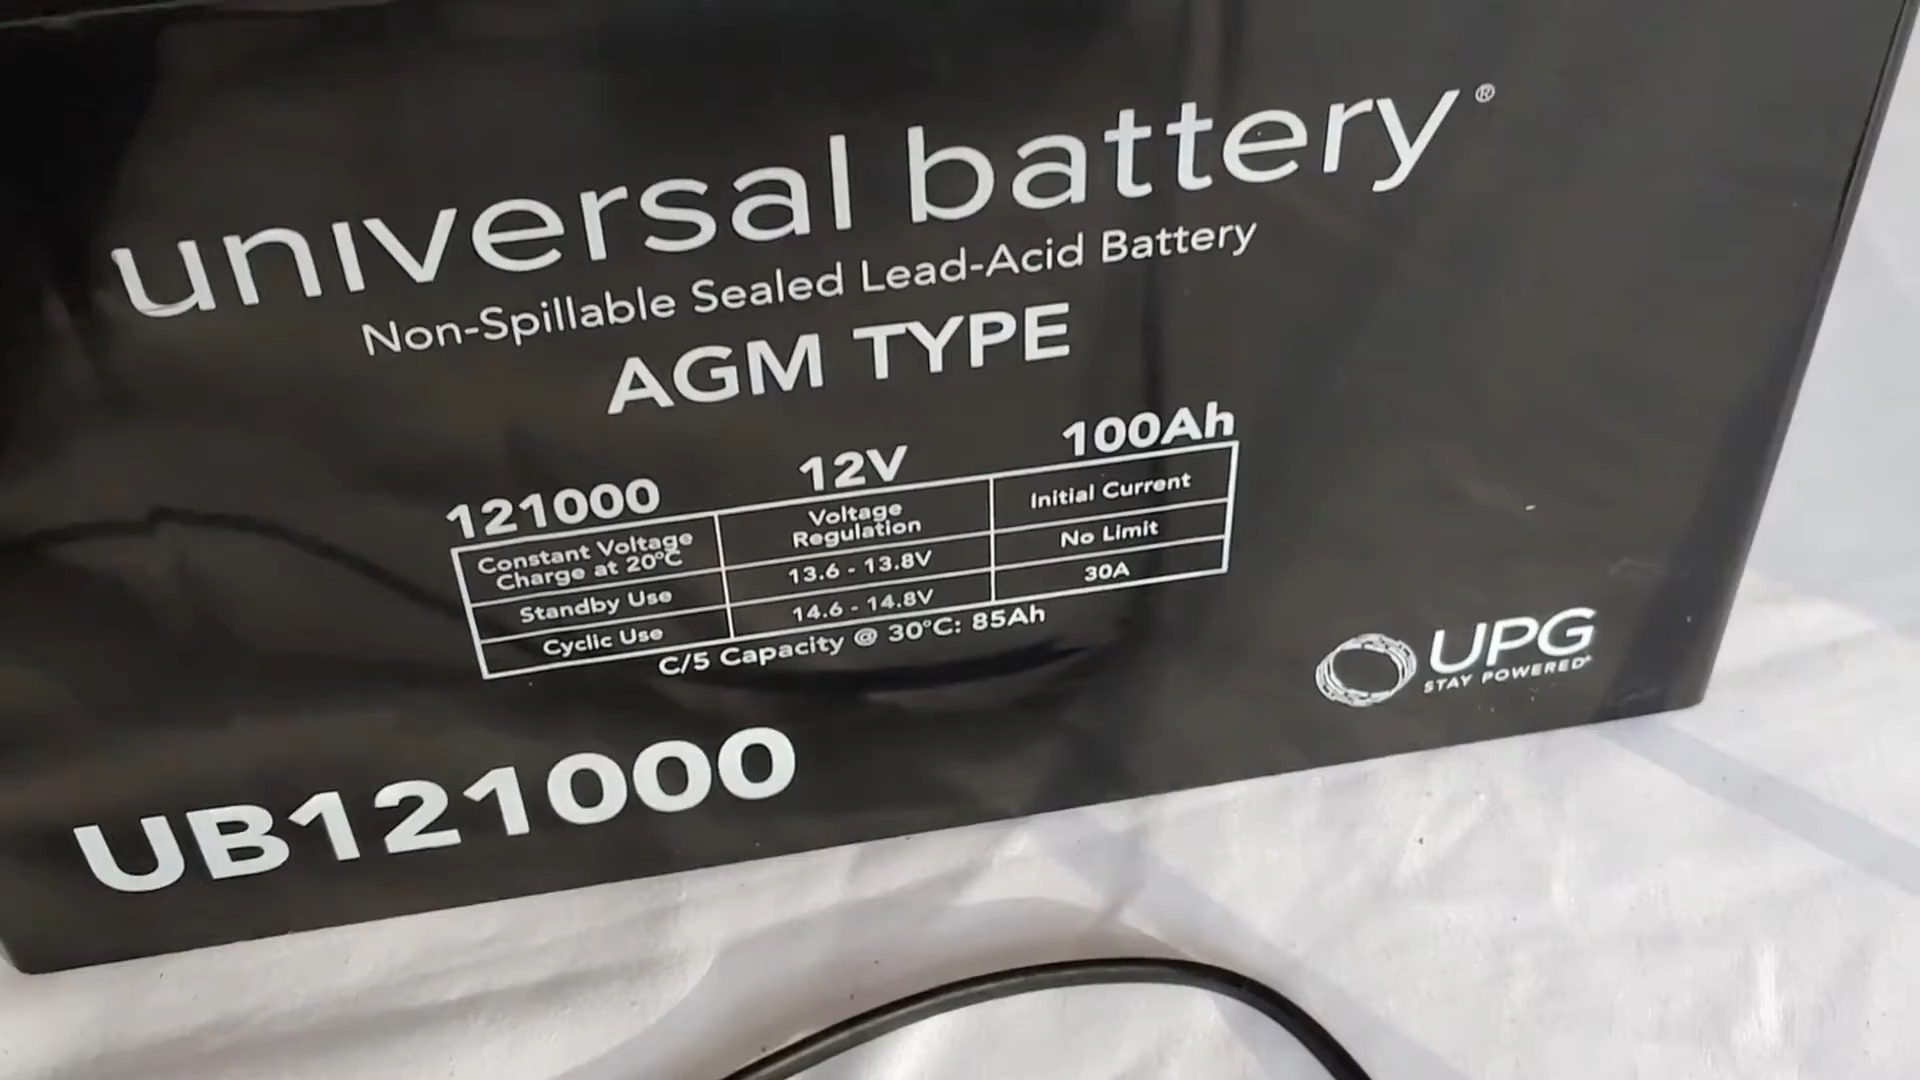 universal battery®
Non-Spillable Sealed Lead-Acid Battery
AGM TYPE
121000 12V 100Ah
Constant Voltage Charge at 20°C Voltage Regulation Initial Current
Standby Use 13.6 - 13.8V No Limit
Cyclic Use 14.6 - 14.8V 30A
C/5 Capacity @ 30°C: 85Ah
UPG
STAY POWERED®
UB121000